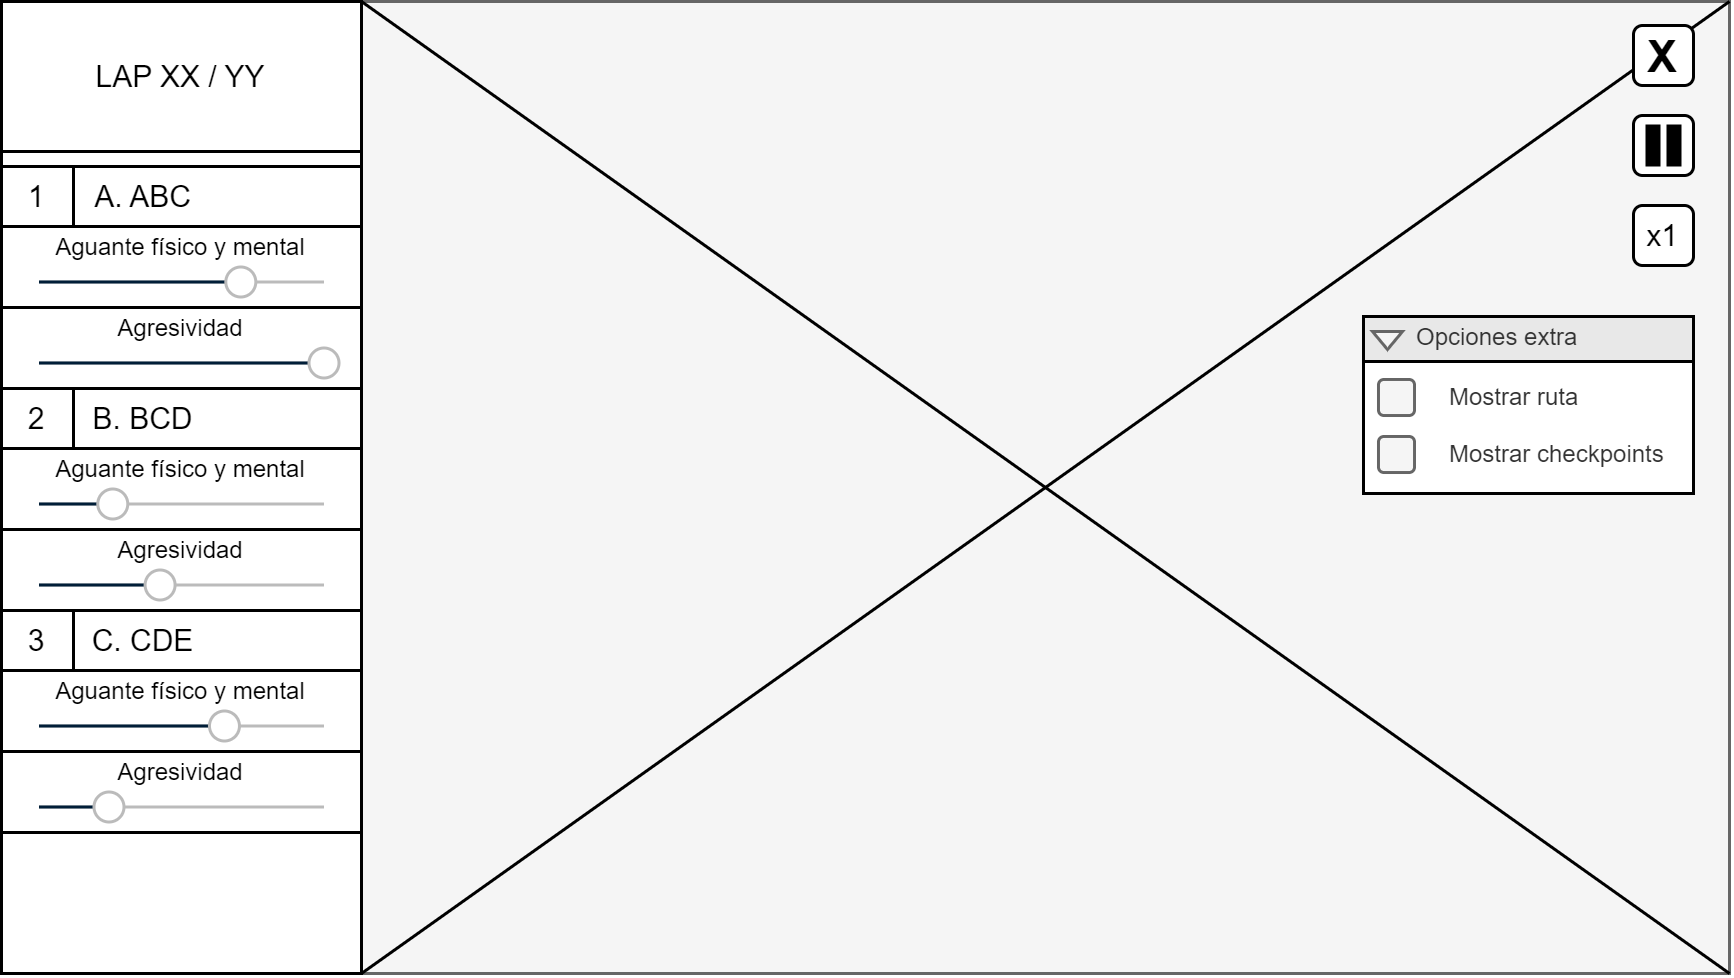 LAP XX / YY
1 A. ABC
Aguante físico y mental
Agresividad
2 B. BCD
Aguante físico y mental
Agresividad
3 C. CDE
Aguante físico y mental
Agresividad
X
x1
Opciones extra
Mostrar ruta
Mostrar checkpoints